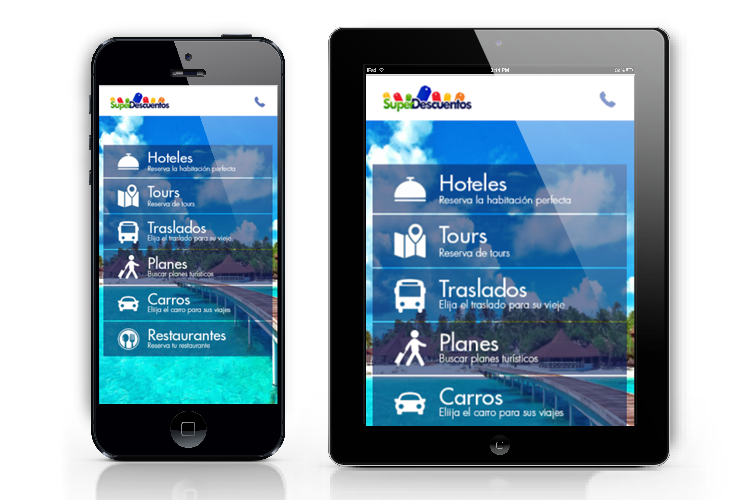 SuperDescuentos
Hoteles
Reserva la habitación perfecta
Tours
Reserva de tours
Traslados
Elija el traslado para su vieje
Planes
Buscar planes turísticos
Carros
Eliija el carro para sus viajes
Restaurantes
Reserva tu restaurante
iPad
SuperDescuentos
Hoteles
Reserva la habitación perfecta
Tours
Reserva de tours
Traslados
Elija el traslado para su vieje
Planes
Buscar planes turísticos
Carros
Eliija el carro para sus viajes